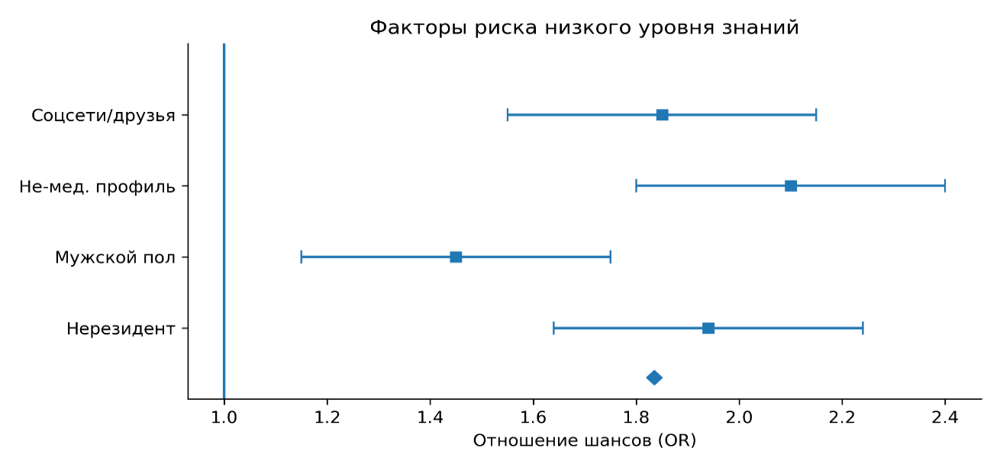 Факторы риска низкого уровня знаний
Соцсети/друзья
Не-мед. профиль
Мужской пол
Нерезидент
1.0 1.2 1.4 1.6 1.8 2.0 2.2 2.4
Отношение шансов (OR)